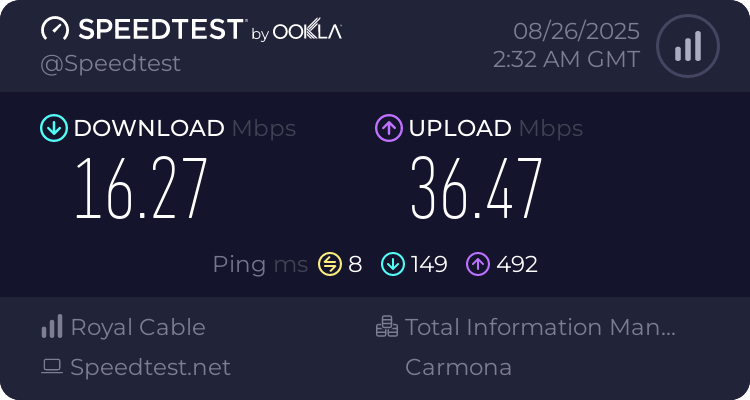 SPEEDTEST by OOKLA
@Speedtest
08/26/2025
2:32 AM GMT
DOWNLOAD Mbps
16.27
UPLOAD Mbps
36.47
Ping ms 8 149 492
Royal Cable
Speedtest.net
Total Information Man...
Carmona